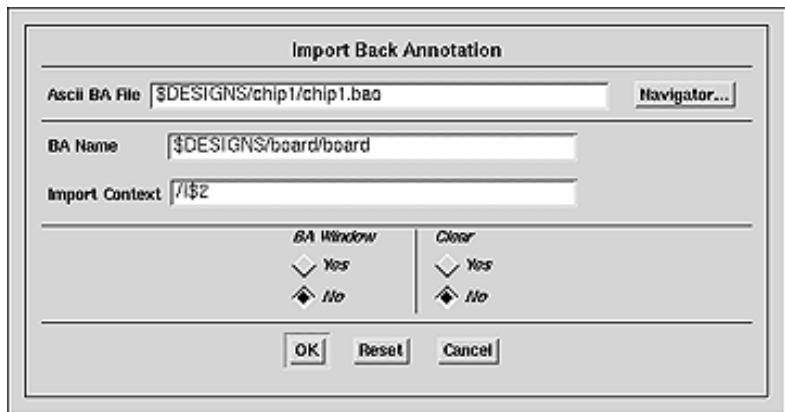 Import Back Annotation
Ascii BA File $DESIGNS/chip1/chip1.bao Navigator...
BA Name $DESIGNS/board/board
Import Context /I$2
BA Window Clear
Yes Yes
No No
OK Reset Cancel